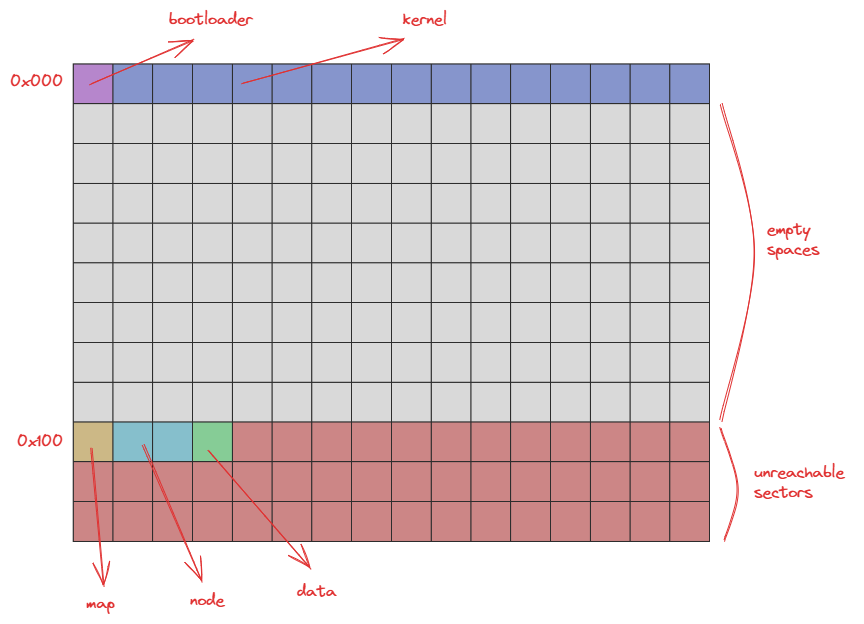 bootloader
kernel
0x000
empty
spaces
0x100
unreachable
sectors
map
node
data